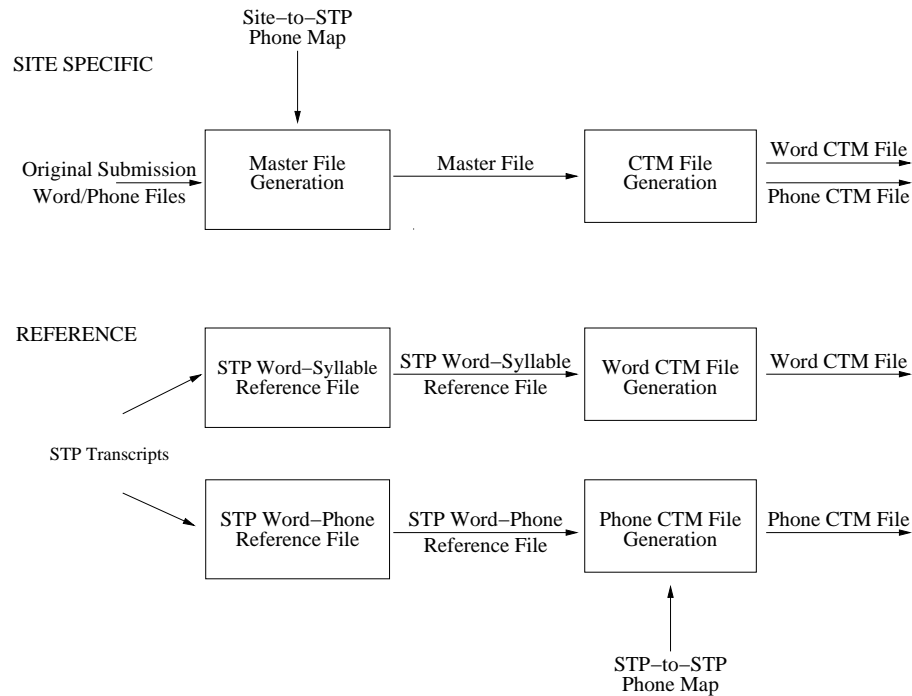 Site−to−STP
Phone Map
SITE SPECIFIC
Original Submission
Word/Phone Files
Master File
Generation
Master File
CTM File
Generation
Word CTM File
Phone CTM File
REFERENCE
STP Word−Syllable
Reference File
STP Word−Syllable
Reference File
Word CTM File
Generation
Word CTM File
STP Transcripts
STP Word−Phone
Reference File
STP Word−Phone
Reference File
Phone CTM File
Generation
Phone CTM File
STP−to−STP
Phone Map